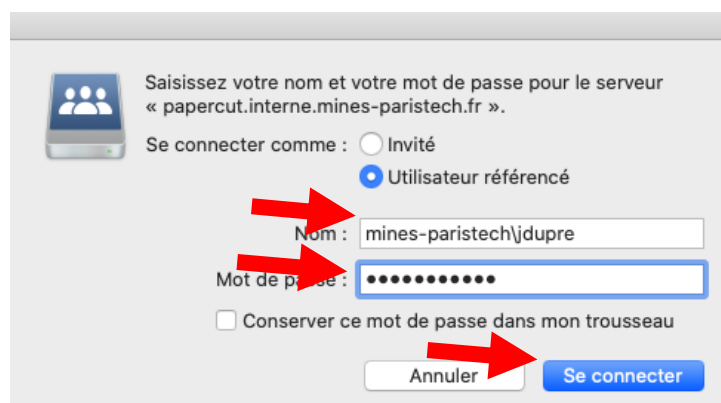 Saisissez votre nom et votre mot de passe pour le serveur
« papercut.interne.mines-paristech.fr ».
Se connecter comme : Invité
Utilisateur référencé
Nom : mines-paristech\jdupre
Mot de passe : •••••••••••
Conserver ce mot de passe dans mon trousseau
Annuler Se connecter